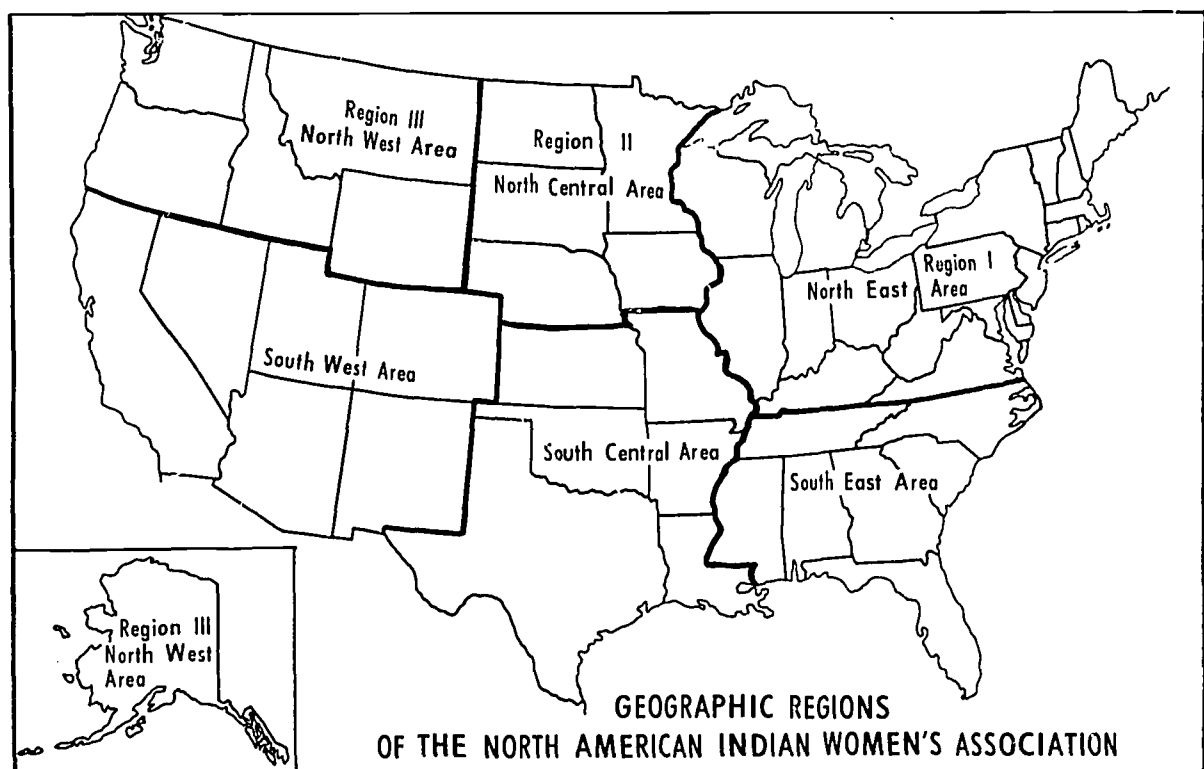 Region III
North West Area
Region II
North Central Area
Region I
North East Area
South West Area
South Central Area
South East Area
Region III
North West
Area
GEOGRAPHIC REGIONS
OF THE NORTH AMERICAN INDIAN WOMEN'S ASSOCIATION